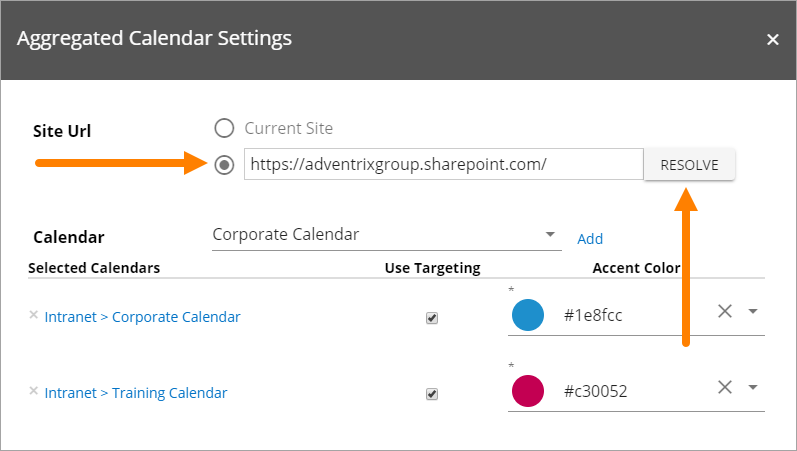 Aggregated Calendar Settings
Site Url
Current Site
https://adventrixgroup.sharepoint.com/
RESOLVE
Calendar
Corporate Calendar
Add
Selected Calendars Use Targeting Accent Color
*
Intranet > Corporate Calendar
#1e8fcc
*
Intranet > Training Calendar
#c30052